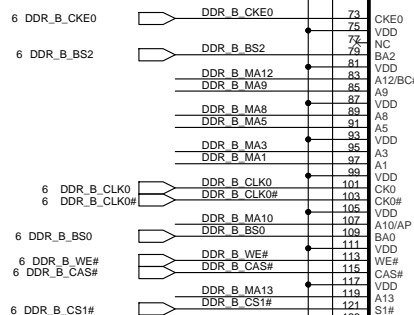 6 DDR_B_CKE0 DDR_B_CKE0 73 CKE0
75 VDD
77 NC
6 DDR_B_BS2 DDR_B_BS2 79 BA2
81 VDD
DDR_B_MA12 83 A12/BC#
DDR_B_MA9 85 A9
87 VDD
DDR_B_MA8 89 A8
DDR_B_MA5 91 A5
93 VDD
DDR_B_MA3 95 A3
DDR_B_MA1 97 A1
99 VDD
6 DDR_B_CLK0 DDR_B_CLK0 101 CK0
6 DDR_B_CLK0# DDR_B_CLK0# 103 CK0#
105 VDD
DDR_B_MA10 107 A10/AP
6 DDR_B_BS0 DDR_B_BS0 109 BA0
111 VDD
6 DDR_B_WE# DDR_B_WE# 113 WE#
6 DDR_B_CAS# DDR_B_CAS# 115 CAS#
117 VDD
DDR_B_MA13 119 A13
6 DDR_B_CS1# DDR_B_CS1# 121 S1#